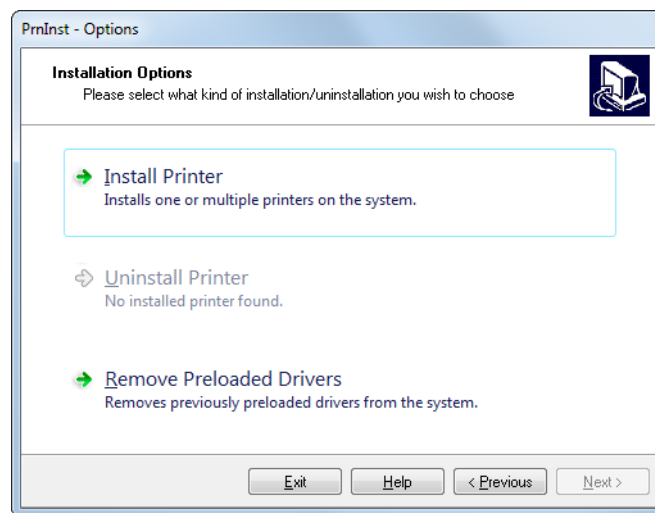 PrnInst - Options
Installation Options
Please select what kind of installation/uninstallation you wish to choose
Install Printer
Installs one or multiple printers on the system.
Uninstall Printer
No installed printer found.
Remove Preloaded Drivers
Removes previously preloaded drivers from the system.
Exit Help < Previous Next >